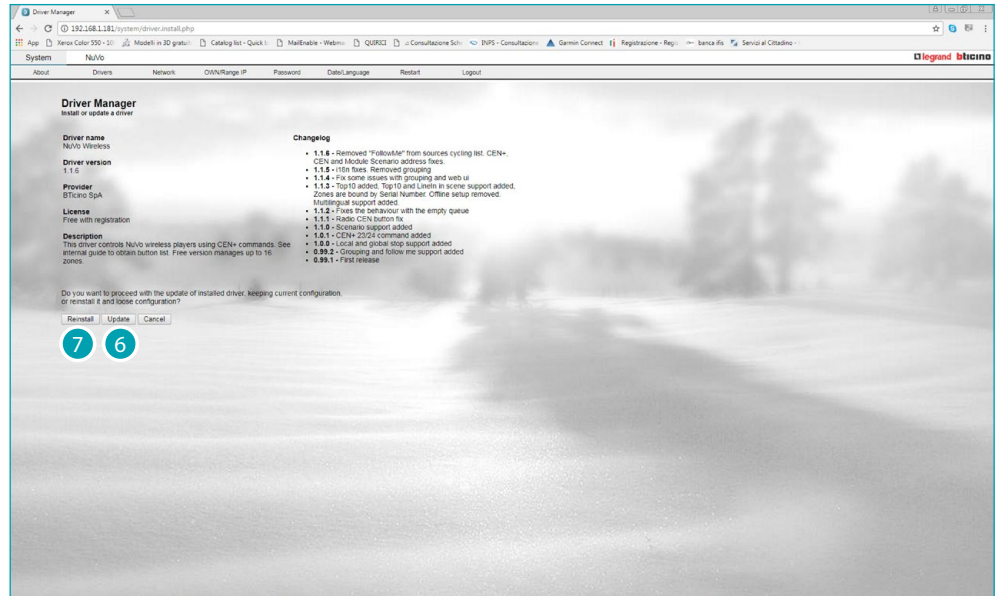 Driver Manager
192.168.1.181/system/driver.install.php
App
Xerox Color 550 - 10
Modelli in 3D gratuit
Catalog list - Quick
MailEnable - Webma
QUIRICI
.:: Consultazione Sch
INPS - Consultazione
Garmin Connect
Registrazione - Regi
banca ifis
Servizi al Cittadino
System NuVo
legrand bticino
About Drivers Network OWN/Range IP Password Date/Language Restart Logout
Driver Manager
Install or update a driver
Driver name
NuVo Wireless
Driver version
1.1.6
Provider
BTicino SpA
License
Free with registration
Description
This driver controls NuVo wireless players using CEN+ commands. See
internal guide to obtain button list. Free version manages up to 16
zones.
Changelog
• 1.1.6 - Removed "FollowMe" from sources cycling list. CEN+,
CEN and Module Scenario address fixes.
• 1.1.5 - I18n fixes. Removed grouping
• 1.1.4 - Fix some issues with grouping and web ui
• 1.1.3 - Top10 added. Top10 and LineIn in scene support added.
Zones are bound by Serial Number. Offline setup removed.
Multilingual support added.
• 1.1.2 - Fixes the behaviour with the empty queue
• 1.1.1 - Radio CEN button fix
• 1.1.0 - Scenario support added
• 1.0.1 - CEN+ 23/24 command added
• 1.0.0 - Local and global stop support added
• 0.99.2 - Grouping and follow me support added
• 0.99.1 - First release
Do you want to proceed with the update of installed driver, keeping current configuration,
or reinstall it and loose configuration?
Reinstall Update Cancel
7 6